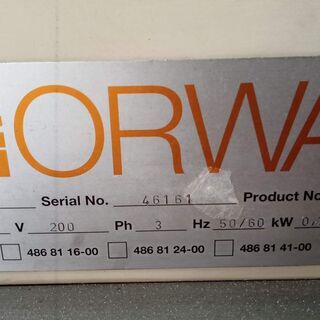 ORWA
Serial No. 46161 Product No
V 200 Ph 3 Hz 50/60 kW 0,
486 81 16-00 486 81 24-00 486 81 41-00